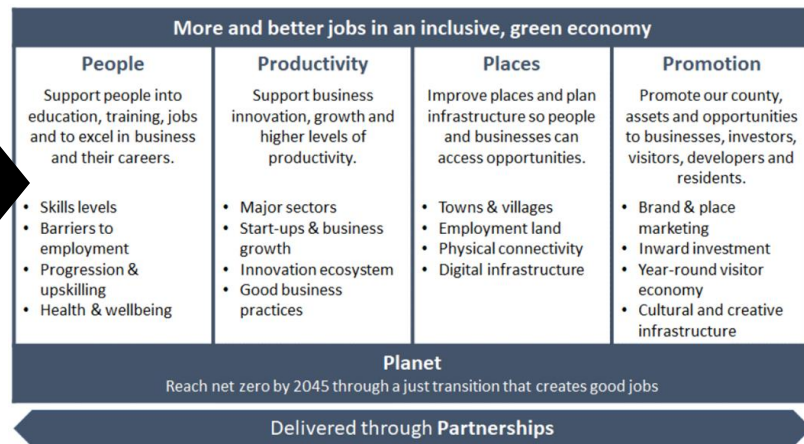 More and better jobs in an inclusive, green economy
People
Support people into
education, training, jobs
and to excel in business
and their careers.
• Skills levels
• Barriers to
employment
• Progression &
upskilling
• Health & wellbeing
Productivity
Support business
innovation, growth and
higher levels of
productivity.
• Major sectors
• Start-ups & business
growth
• Innovation ecosystem
• Good business
practices
Places
Improve places and plan
infrastructure so people
and businesses can
access opportunities.
• Towns & villages
• Employment land
• Physical connectivity
• Digital infrastructure
Promotion
Promote our county,
assets and opportunities
to businesses, investors,
visitors, developers and
residents.
• Brand & place
marketing
• Inward investment
• Year-round visitor
economy
• Cultural and creative
infrastructure
Planet
Reach net zero by 2045 through a just transition that creates good jobs
Delivered through Partnerships